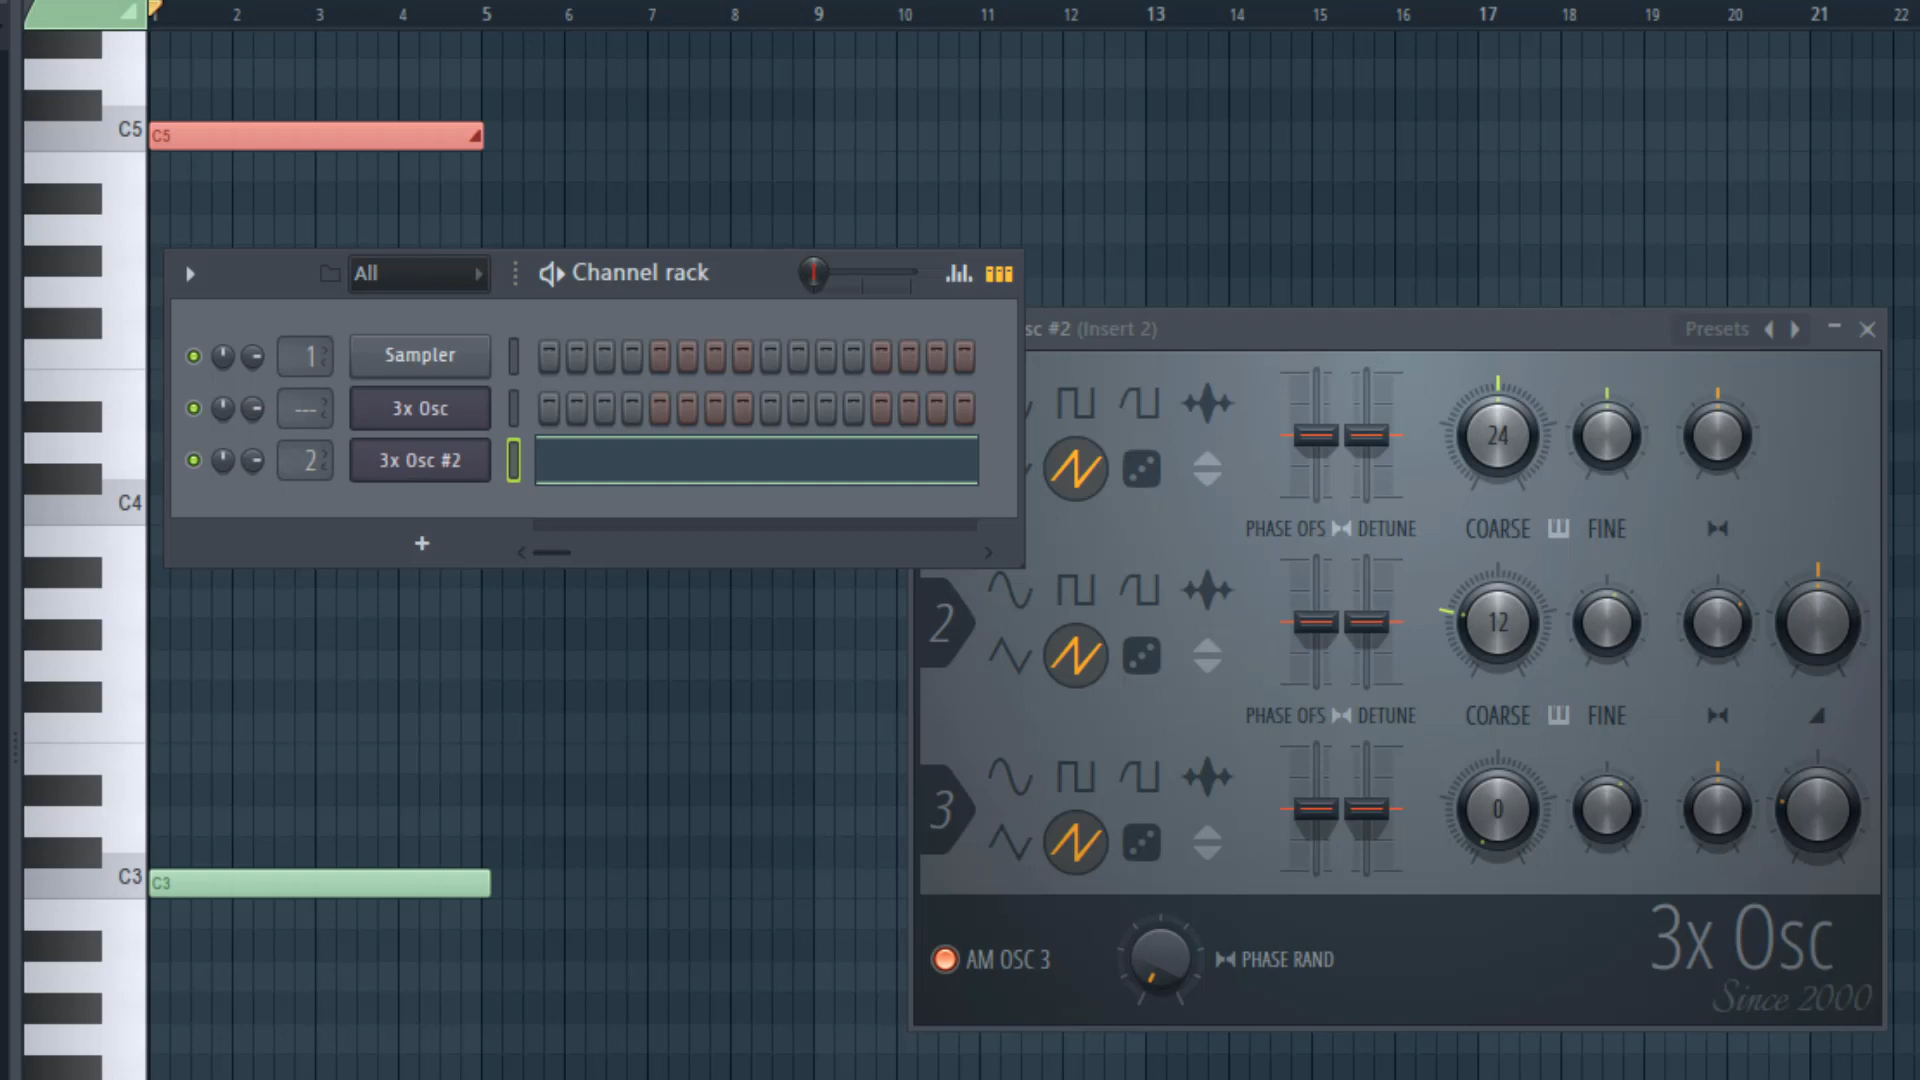 2 3 4 5 6 7 8 9 10 11 12 13 14 15 16 17 18 19 20 21 22
C5
C5
All
Channel rack
1 Sampler
--- 3x Osc
2 3x Osc #2
+
sc #2 (Insert 2)
Presets
24
PHASE OFS DETUNE COARSE FINE
C4
2
12
PHASE OFS DETUNE COARSE FINE
3
0
C3
C3
AM OSC 3
PHASE RAND
3x Osc
Since 2000